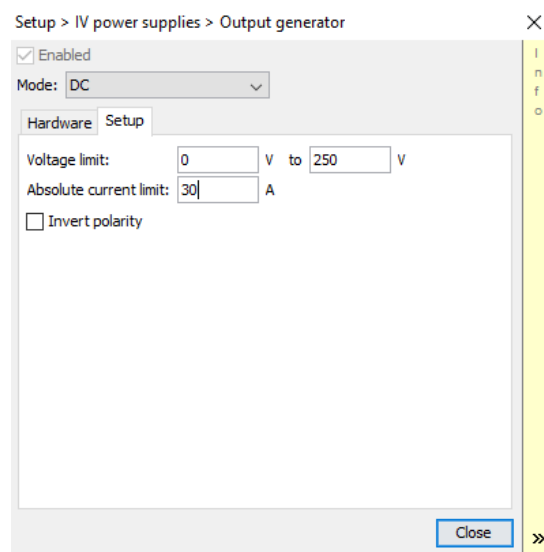 Setup > IV power supplies > Output generator
Enabled
Mode: DC
Hardware Setup
Voltage limit: 0 V to 250 V
Absolute current limit: 30 A
Invert polarity
Close
Info
»